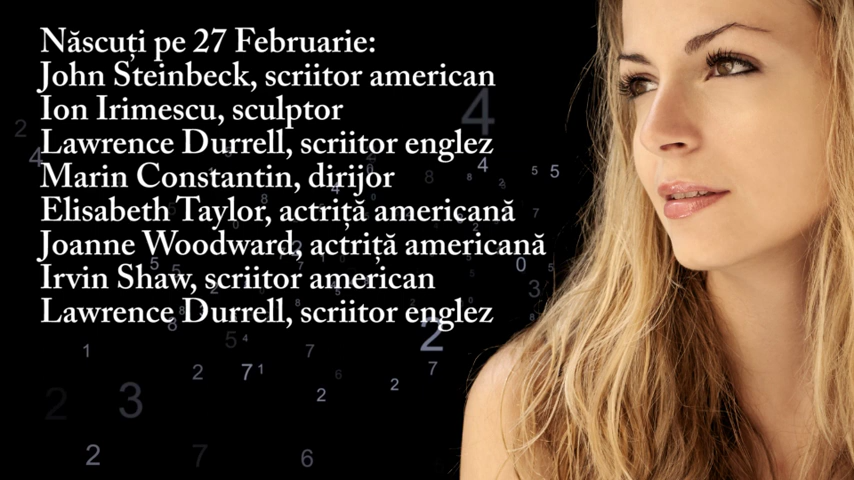 Născuți pe 27 Februarie:
John Steinbeck, scriitor american
Ion Irimescu, sculptor
Lawrence Durrell, scriitor englez
Marin Constantin, dirijor
Elisabeth Taylor, actriță americană
Joanne Woodward, actriță americană
Irvin Shaw, scriitor american
Lawrence Durrell, scriitor englez